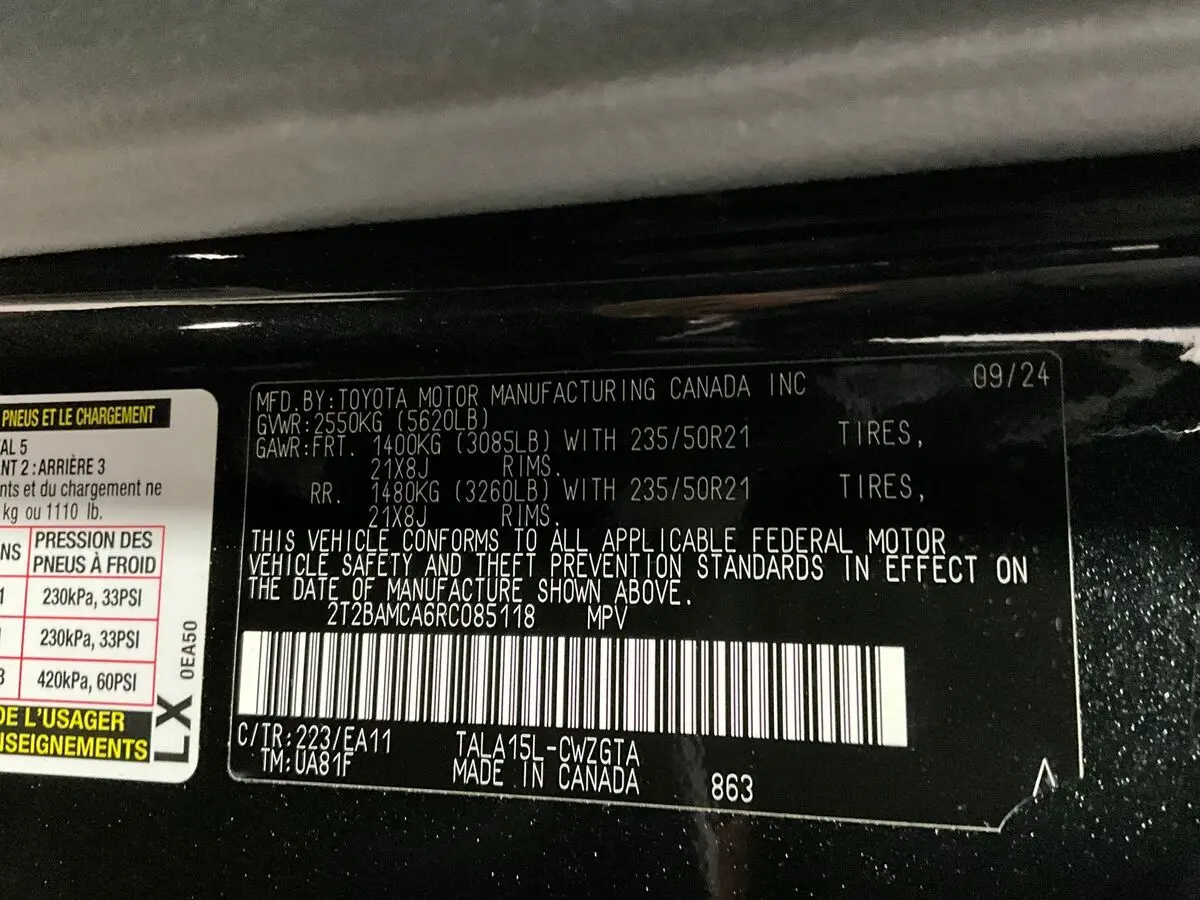 PNEUS ET LE CHARGEMENT
AL 5
NT 2 : ARRIÈRE 3
nts et du chargement ne
kg ou 1110 lb.
NS PRESSION DES
PNEUS À FROID
1 230kPa, 33PSI
230kPa, 33PSI
3 420kPa, 60PSI
DE L'USAGER
NSEIGNEMENTS
LX 0EA50
MFD.BY:TOYOTA MOTOR MANUFACTURING CANADA INC 09/24
GVWR:2550KG (5620LB)
GAWR:FRT. 1400KG (3085LB) WITH 235/50R21 TIRES,
21X8J RIMS.
RR. 1480KG (3260LB) WITH 235/50R21 TIRES,
21X8J RIMS.
THIS VEHICLE CONFORMS TO ALL APPLICABLE FEDERAL MOTOR
VEHICLE SAFETY AND THEFT PREVENTION STANDARDS IN EFFECT ON
THE DATE OF MANUFACTURE SHOWN ABOVE.
2T2BAMCA6RC085118 MPV
C/TR:223/EA11 TALA15L-CWZGTA
TM:UA81F MADE IN CANADA 863